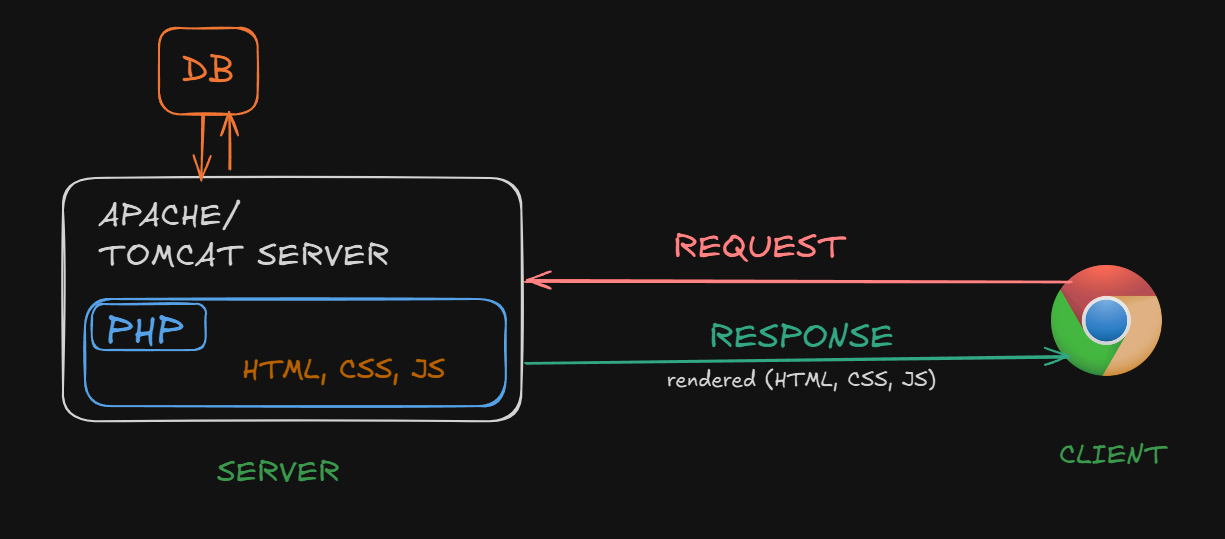 DB
APACHE/
TOMCAT SERVER
PHP
HTML, CSS, JS
REQUEST
RESPONSE
rendered (HTML, CSS, JS)
SERVER
CLIENT